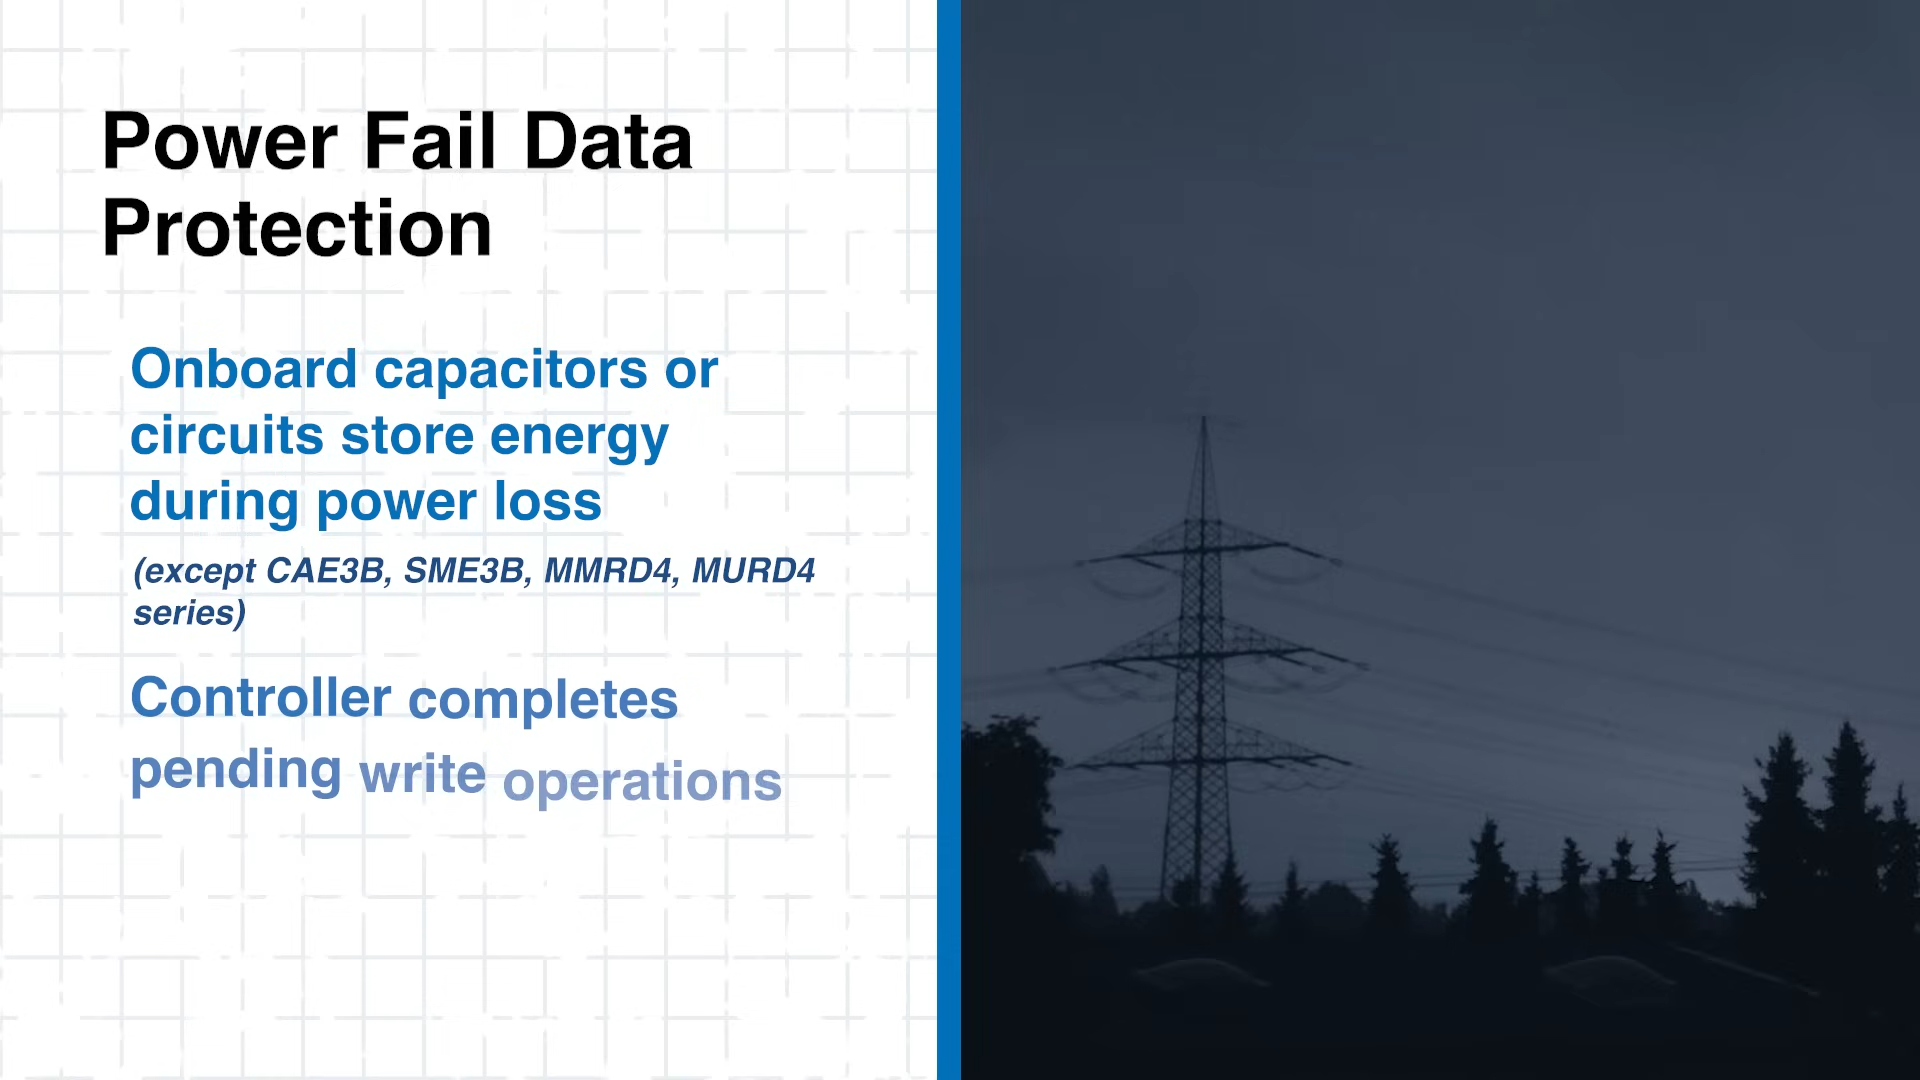 Power Fail Data
Protection
Onboard capacitors or
circuits store energy
during power loss
(except CAE3B, SME3B, MMRD4, MURD4
series)
Controller completes
pending write operations